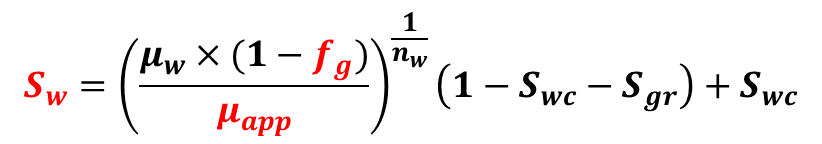 S_w = (μ_w × (1 − f_g) / μ_app)^(1/n_w) (1 − S_wc − S_gr) + S_wc